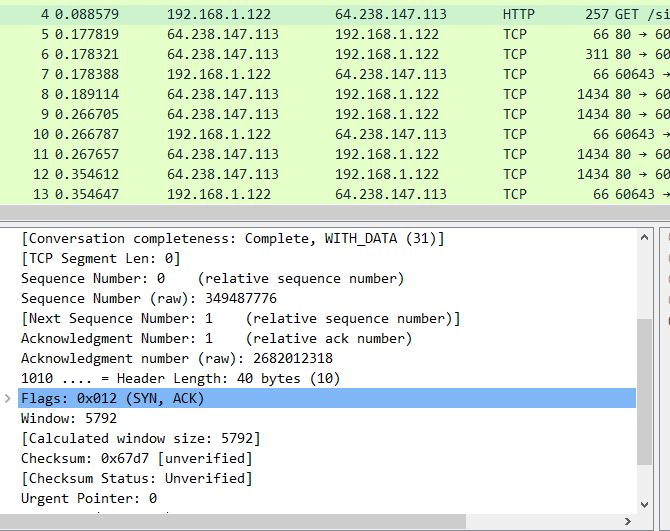 4 0.088579 192.168.1.122 64.238.147.113 HTTP 257 GET /si
5 0.177819 64.238.147.113 192.168.1.122 TCP 66 80 → 60
6 0.178321 64.238.147.113 192.168.1.122 TCP 311 80 → 60
7 0.178388 192.168.1.122 64.238.147.113 TCP 66 60643 →
8 0.189114 64.238.147.113 192.168.1.122 TCP 1434 80 → 60
9 0.266705 64.238.147.113 192.168.1.122 TCP 1434 80 → 60
10 0.266787 192.168.1.122 64.238.147.113 TCP 66 60643 →
11 0.267657 64.238.147.113 192.168.1.122 TCP 1434 80 → 60
12 0.354612 64.238.147.113 192.168.1.122 TCP 1434 80 → 60
13 0.354647 192.168.1.122 64.238.147.113 TCP 66 60643 →
[Conversation completeness: Complete, WITH_DATA (31)]
[TCP Segment Len: 0]
Sequence Number: 0 (relative sequence number)
Sequence Number (raw): 349487776
[Next Sequence Number: 1 (relative sequence number)]
Acknowledgment Number: 1 (relative ack number)
Acknowledgment number (raw): 2682012318
1010 .... = Header Length: 40 bytes (10)
Flags: 0x012 (SYN, ACK)
Window: 5792
[Calculated window size: 5792]
Checksum: 0x67d7 [unverified]
[Checksum Status: Unverified]
Urgent Pointer: 0